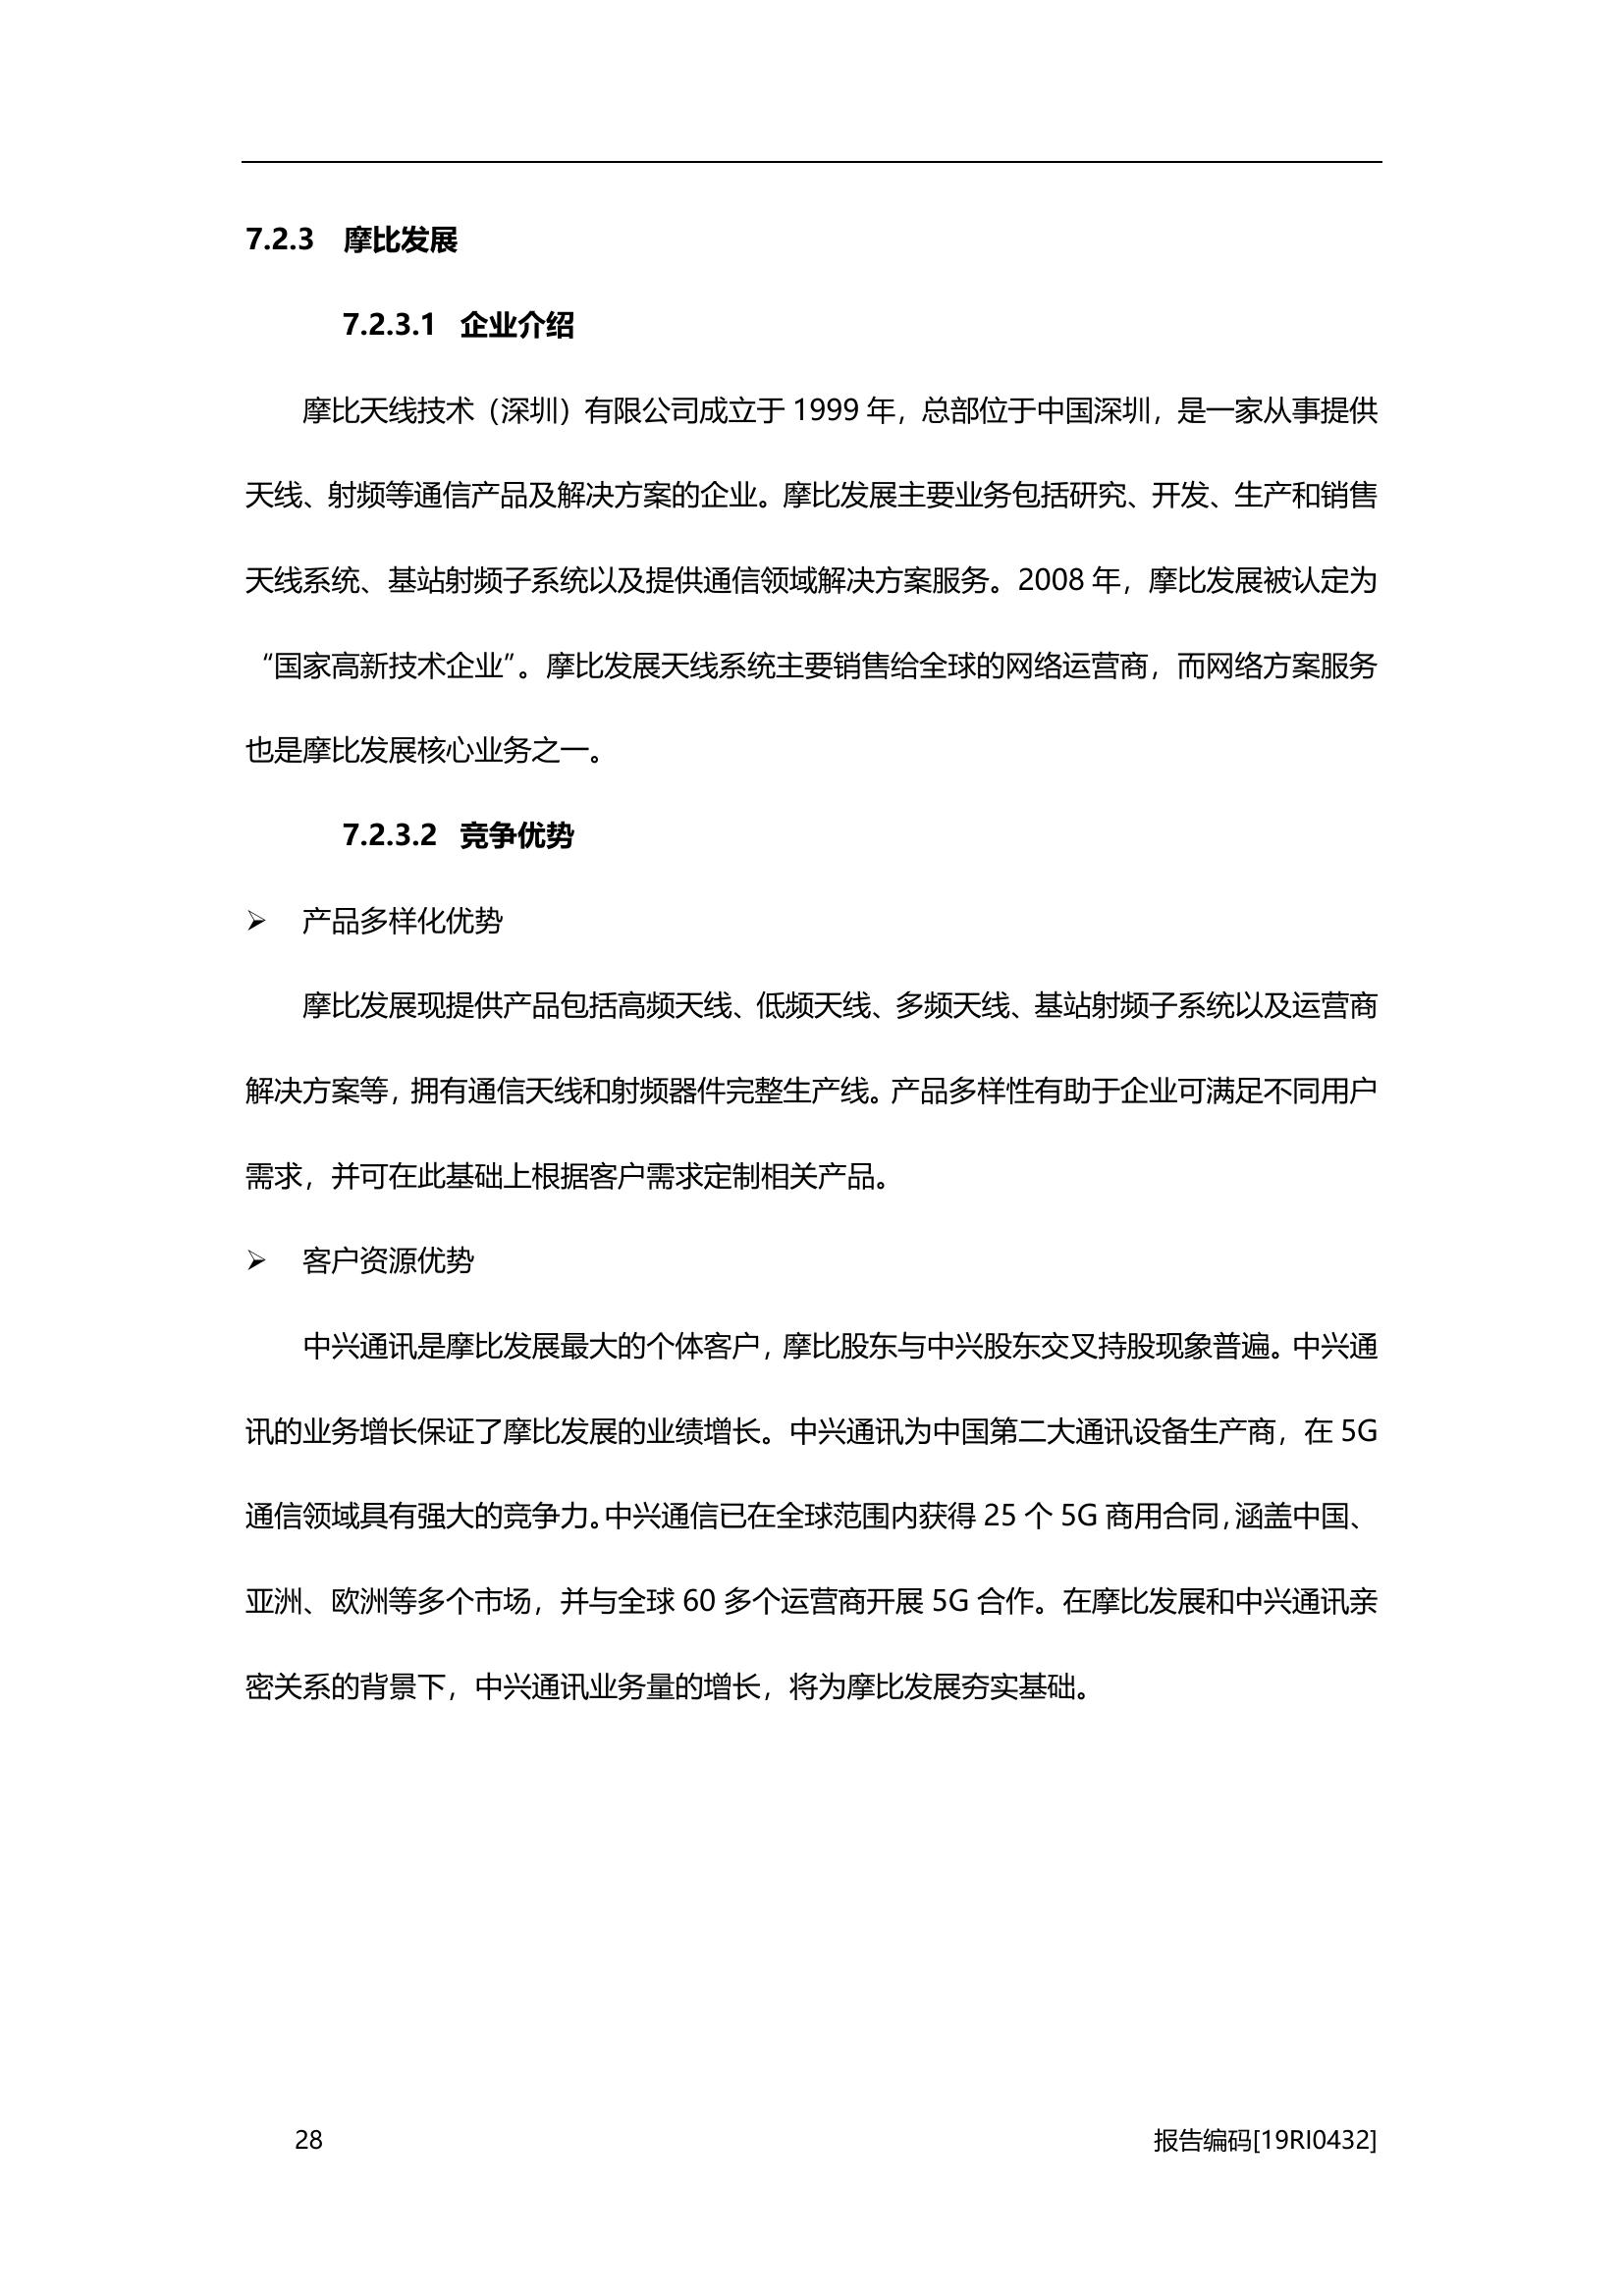 7.2.3 摩比发展
7.2.3.1 企业介绍
摩比天线技术（深圳）有限公司成立于 1999 年，总部位于中国深圳，是一家从事提供
天线、射频等通信产品及解决方案的企业。摩比发展主要业务包括研究、开发、生产和销售
天线系统、基站射频子系统以及提供通信领域解决方案服务。2008 年，摩比发展被认定为
“国家高新技术企业”。摩比发展天线系统主要销售给全球的网络运营商，而网络方案服务
也是摩比发展核心业务之一。
7.2.3.2 竞争优势
➢ 产品多样化优势
摩比发展现提供产品包括高频天线、低频天线、多频天线、基站射频子系统以及运营商
解决方案等，拥有通信天线和射频器件完整生产线。产品多样性有助于企业可满足不同用户
需求，并可在此基础上根据客户需求定制相关产品。
➢ 客户资源优势
中兴通讯是摩比发展最大的个体客户，摩比股东与中兴股东交叉持股现象普遍。中兴通
讯的业务增长保证了摩比发展的业绩增长。中兴通讯为中国第二大通讯设备生产商，在 5G
通信领域具有强大的竞争力。中兴通信已在全球范围内获得 25 个 5G 商用合同，涵盖中国、
亚洲、欧洲等多个市场，并与全球 60 多个运营商开展 5G 合作。在摩比发展和中兴通讯亲
密关系的背景下，中兴通讯业务量的增长，将为摩比发展夯实基础。
28 报告编码[19RI0432]